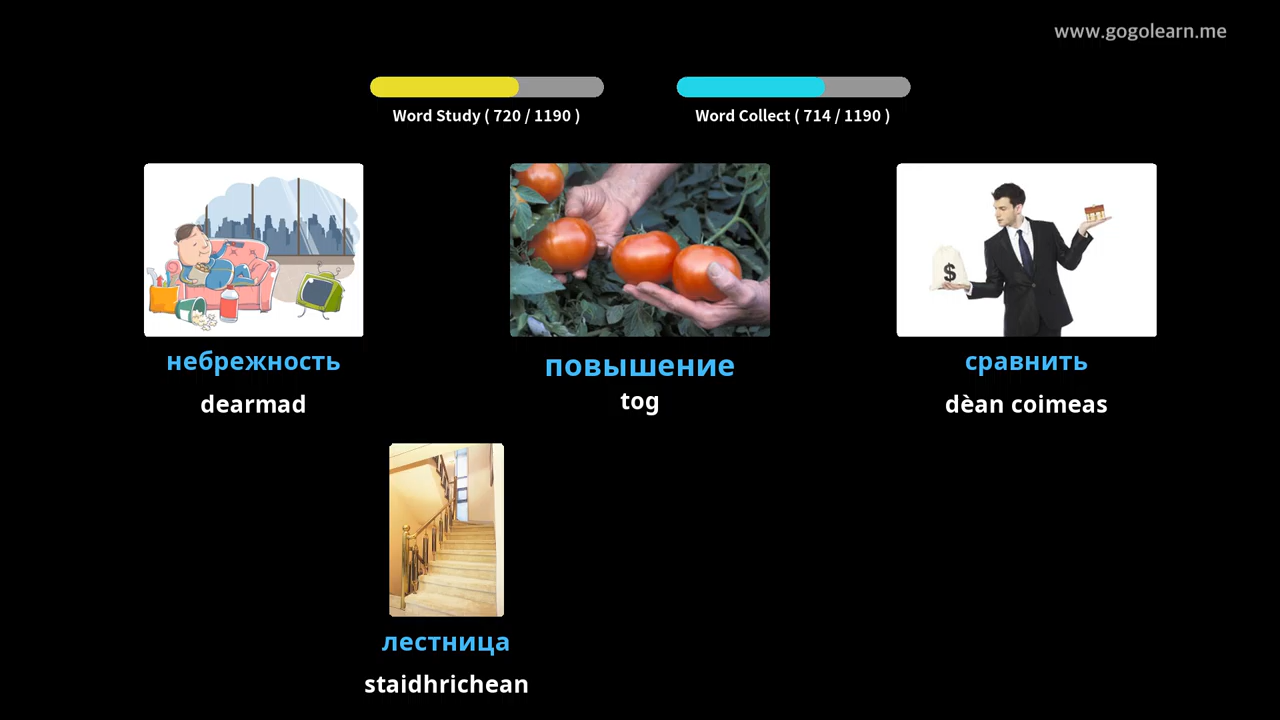 www.gogolearn.me
Word Study ( 720 / 1190 )
Word Collect ( 714 / 1190 )
небрежность
dearmad
повышение
tog
сравнить
dèan coimeas
$
лестница
staidhrichean